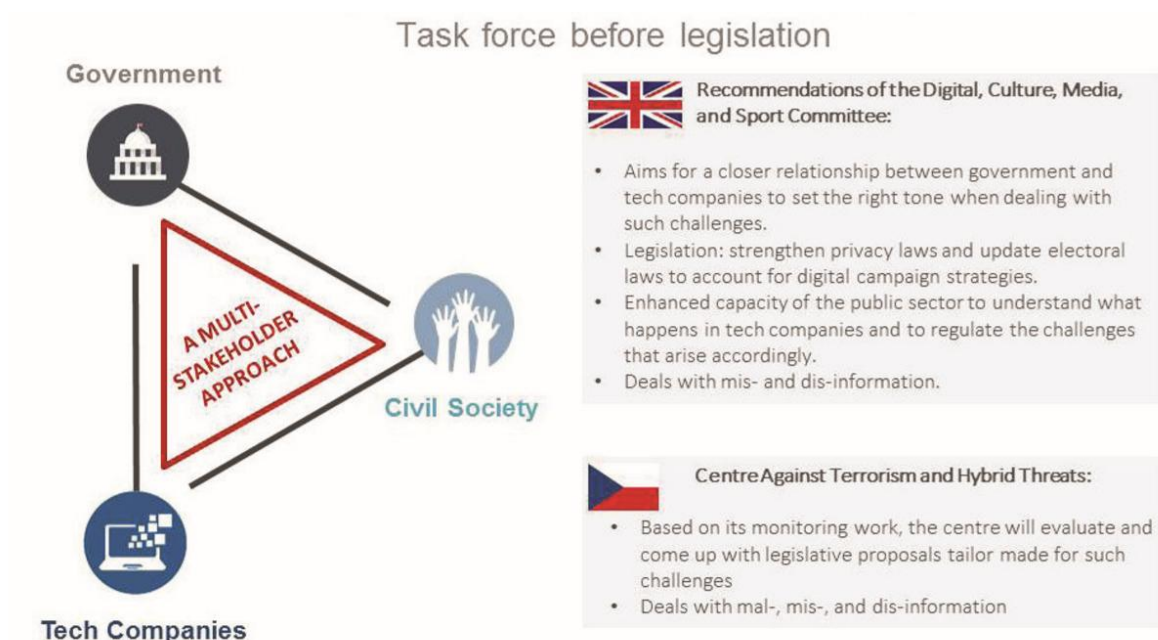 Task force before legislation
Government
A MULTI-
STAKEHOLDER
APPROACH
Civil Society
Tech Companies
Recommendations of the Digital, Culture, Media,
and Sport Committee:
• Aims for a closer relationship between government and
tech companies to set the right tone when dealing with
such challenges.
• Legislation: strengthen privacy laws and update electoral
laws to account for digital campaign strategies.
• Enhanced capacity of the public sector to understand what
happens in tech companies and to regulate the challenges
that arise accordingly.
• Deals with mis- and dis-information.
Centre Against Terrorism and Hybrid Threats:
• Based on its monitoring work, the centre will evaluate and
come up with legislative proposals tailor made for such
challenges
• Deals with mal-, mis-, and dis-information